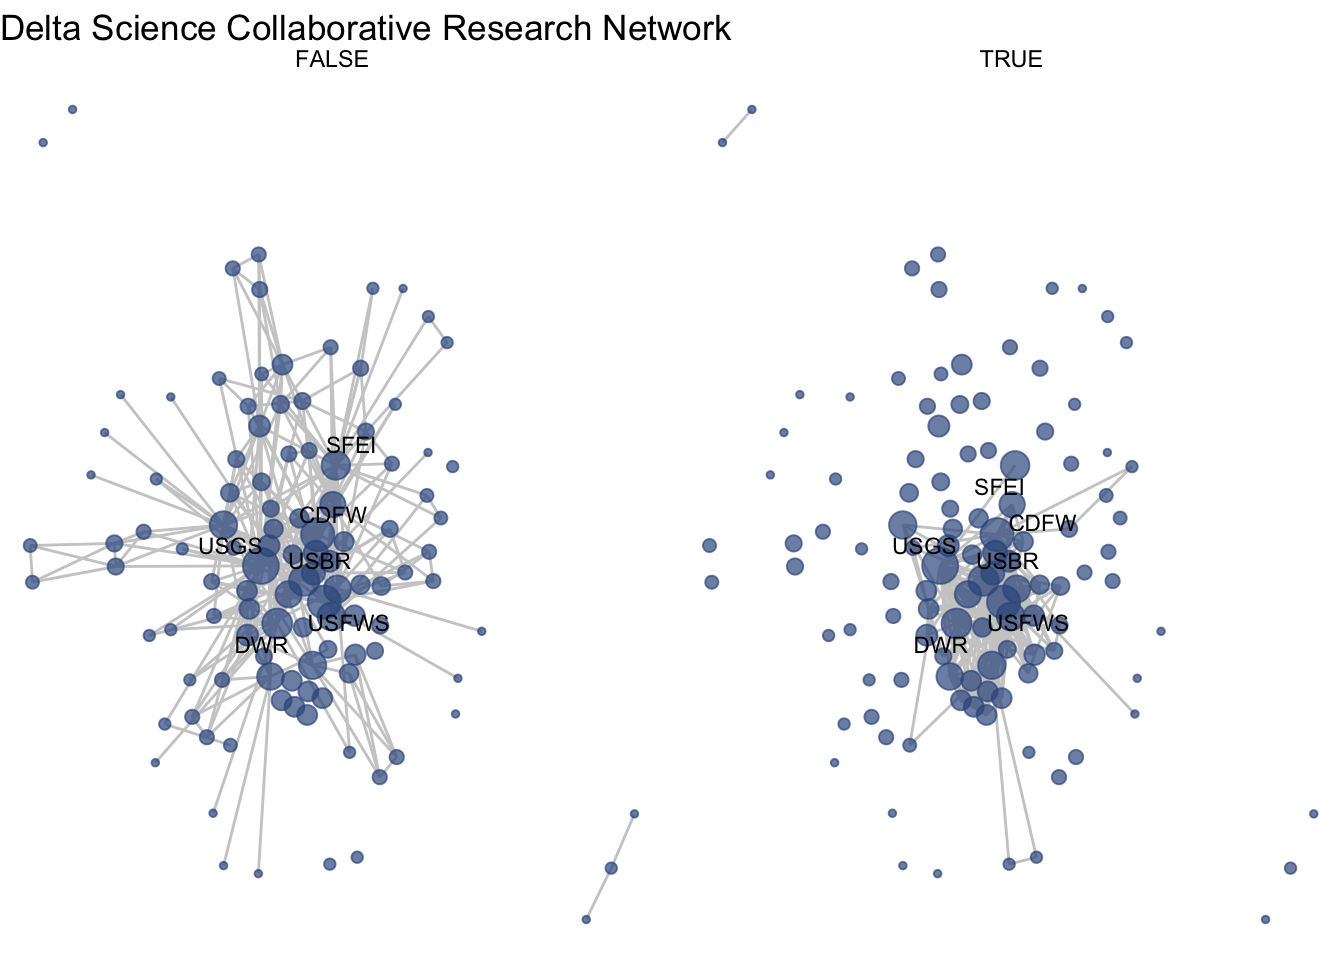 Delta Science Collaborative Research Network
FALSE
TRUE
SFEI
CDFW
USGS
USBR
USFWS
DWR
SFEI
CDFW
USGS
USBR
USFWS
DWR